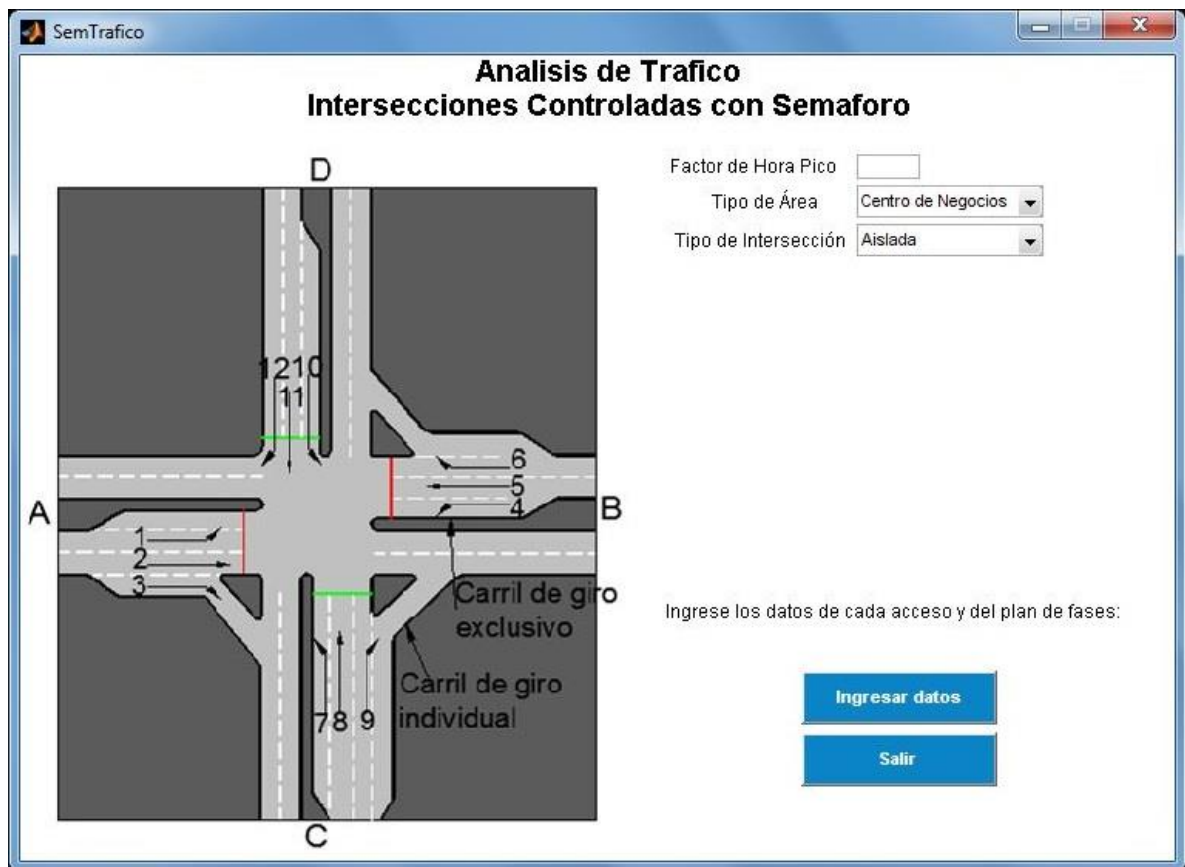 SemTrafico
Analisis de Trafico
Intersecciones Controladas con Semaforo
Factor de Hora Pico
Tipo de Área
Centro de Negocios
Tipo de Intersección
Aislada
D
12
11
10
6
5
4
A
B
1
2
3
Carril de giro
exclusivo
Carril de giro
individual
7
8
9
C
Ingrese los datos de cada acceso y del plan de fases:
Ingresar datos
Salir